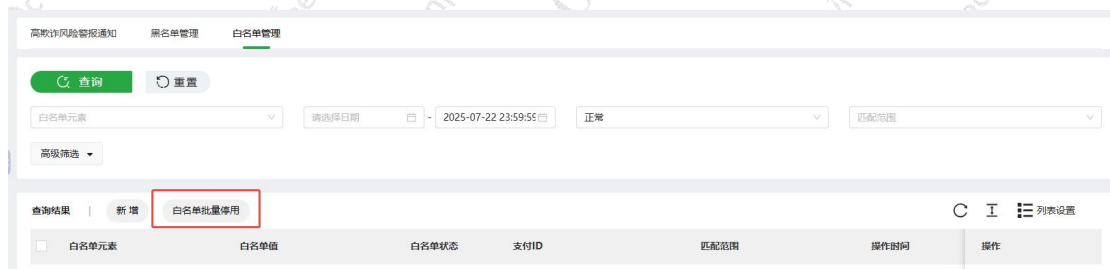 高欺诈风险警报通知 黑名单管理 白名单管理
查询 重置
白名单元素 请选择日期 - 2025-07-22 23:59:59 正常 匹配范围
高级筛选
查询结果 | 新增 白名单批量停用 列表设置
白名单元素 白名单值 白名单状态 支付ID 匹配范围 操作时间 操作